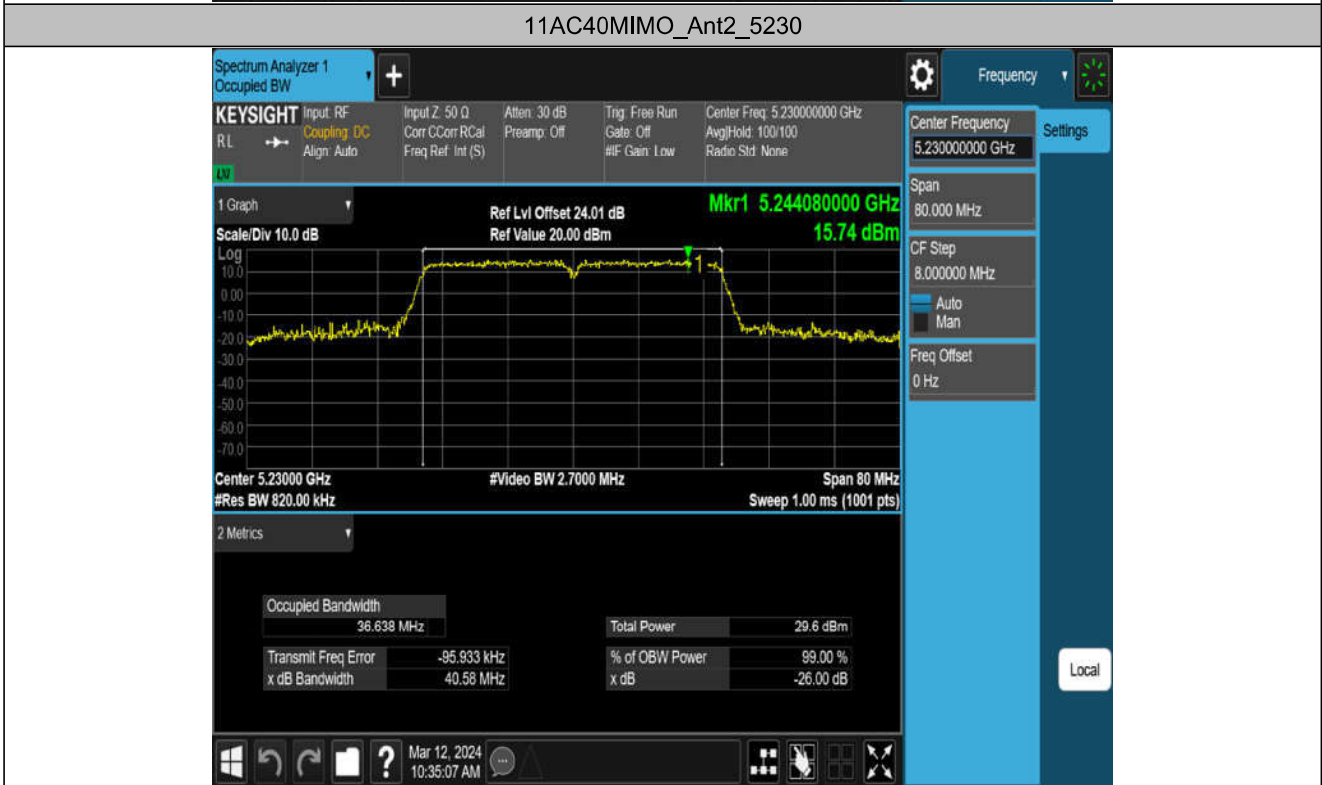 11AC40MIMO_Ant2_5230
Spectrum Analyzer 1
Occupied BW
+
Frequency
KEYSIGHT
RL
LXI
Input: RF
Coupling: DC
Align: Auto
Input Z: 50 Ω
Corr CCorr RCal
Freq Ref: Int (S)
Atten: 30 dB
Preamp: Off
Trig: Free Run
Gate: Off
#IF Gain: Low
Center Freq: 5.230000000 GHz
Avg|Hold: 100/100
Radio Std: None
Center Frequency
5.230000000 GHz
Settings
Span
80.000 MHz
CF Step
8.000000 MHz
Auto
Man
Freq Offset
0 Hz
Local
1 Graph
Scale/Div 10.0 dB
Ref Lvl Offset 24.01 dB
Ref Value 20.00 dBm
Mkr1 5.244080000 GHz
15.74 dBm
Log
10.0
0.00
-10.0
-20.0
-30.0
-40.0
-50.0
-60.0
-70.0
1
Center 5.23000 GHz
#Video BW 2.7000 MHz
Span 80 MHz
#Res BW 820.00 kHz
Sweep 1.00 ms (1001 pts)
2 Metrics
Occupied Bandwidth
36.638 MHz
Total Power 29.6 dBm
Transmit Freq Error -95.933 kHz
% of OBW Power 99.00 %
x dB Bandwidth 40.58 MHz
x dB -26.00 dB
?
Mar 12, 2024
10:35:07 AM